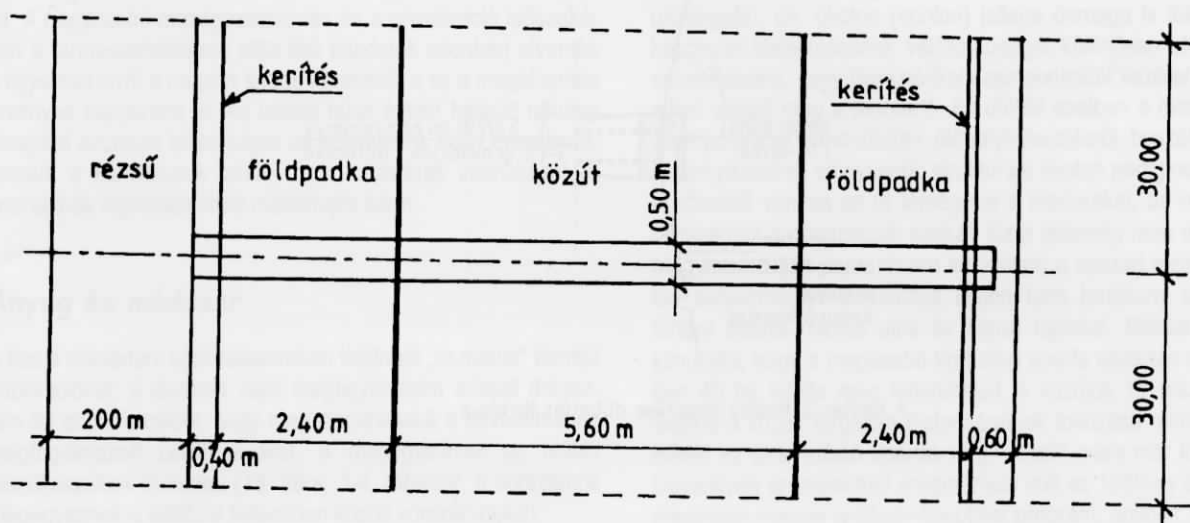 kerítés
kerítés
rézsű
földpadka
közút
0,50 m
földpadka
30,00
30,00
200 m
0,40 m
2,40 m
5,60 m
2,40 m
0,60 m